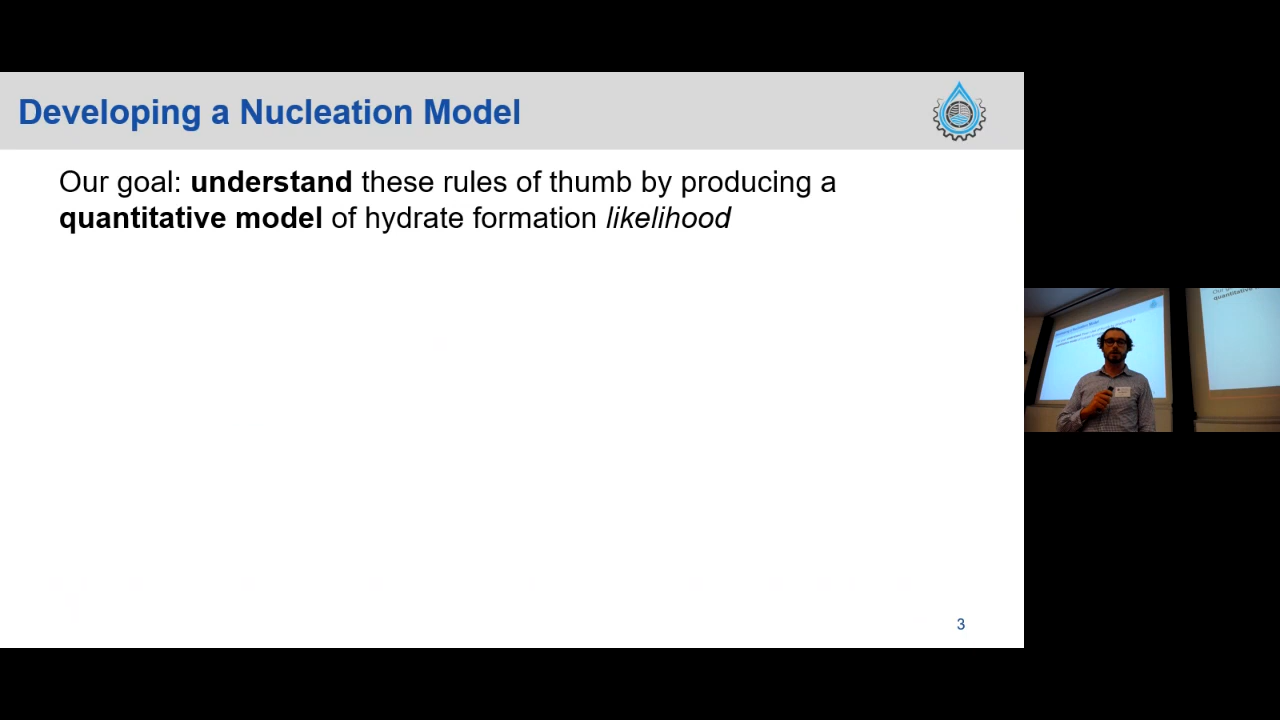 Developing a Nucleation Model
Our goal: understand these rules of thumb by producing a
quantitative model of hydrate formation likelihood
3